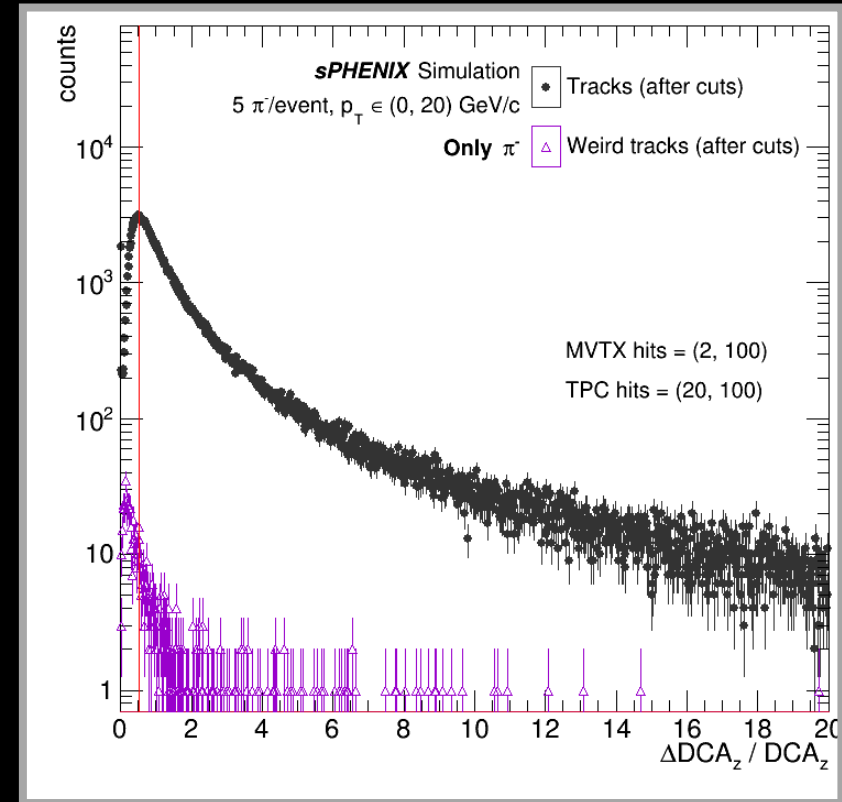 counts
sPHENIX Simulation
5 π⁻/event, p_T ∈ (0, 20) GeV/c
Only π⁻
Tracks (after cuts)
Weird tracks (after cuts)
MVTX hits = (2, 100)
TPC hits = (20, 100)
10⁴
10³
10²
10
1
0 2 4 6 8 10 12 14 16 18 20
ΔDCA_z / DCA_z